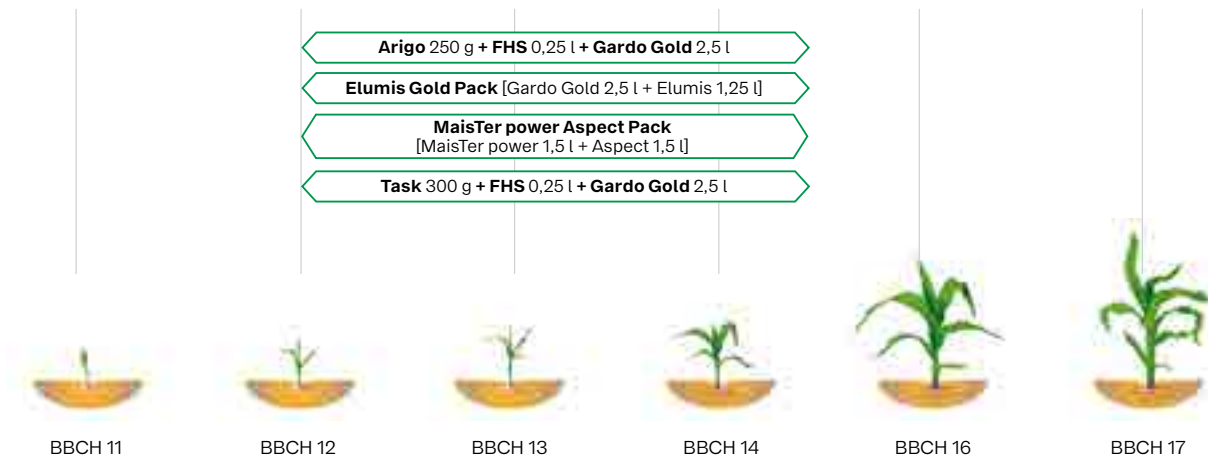 Arigo 250 g + FHS 0,25 l + Gardo Gold 2,5 l
Elumis Gold Pack [Gardo Gold 2,5 l + Elumis 1,25 l]
MaisTer power Aspect Pack
[MaisTer power 1,5 l + Aspect 1,5 l]
Task 300 g + FHS 0,25 l + Gardo Gold 2,5 l
BBCH 11
BBCH 12
BBCH 13
BBCH 14
BBCH 16
BBCH 17